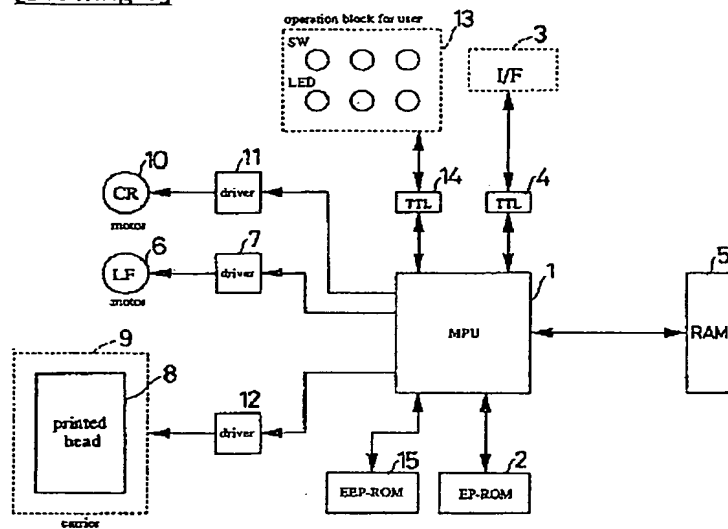 operation block for user
13
SW
LED
3
I/F
10
CR
motor
11
driver
14
TTL
4
TTL
6
LF
motor
7
driver
1
MPU
5
RAM
9
8
printed
head
carrier
12
driver
15
EEP-ROM
2
EP-ROM